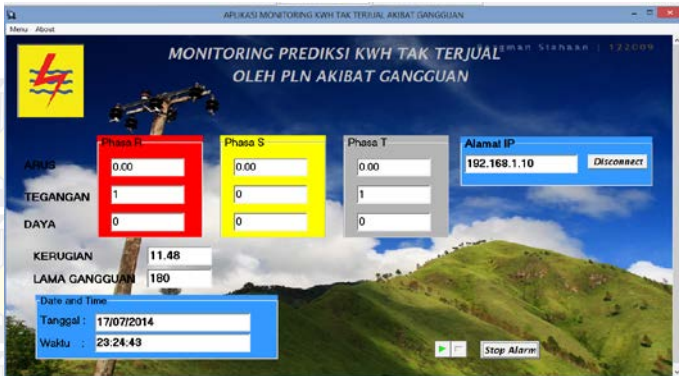 APLIKASI MONITORING KWH TAK TERJUAL AKIBAT GANGGUAN
Menu About
MONITORING PREDIKSI KWH TAK TERJUAL
OLEH PLN AKIBAT GANGGUAN
Siahaan | 122009
Phasa R Phasa S Phasa T Alamat IP
ARUS 0.00 0.00 0.00 192.168.1.10 Disconnect
TEGANGAN 1 0 1
DAYA 0 0 0
KERUGIAN 11.48
LAMA GANGGUAN 180
Date and Time
Tanggal : 17/07/2014
Waktu : 23:24:43
Stop Alarm